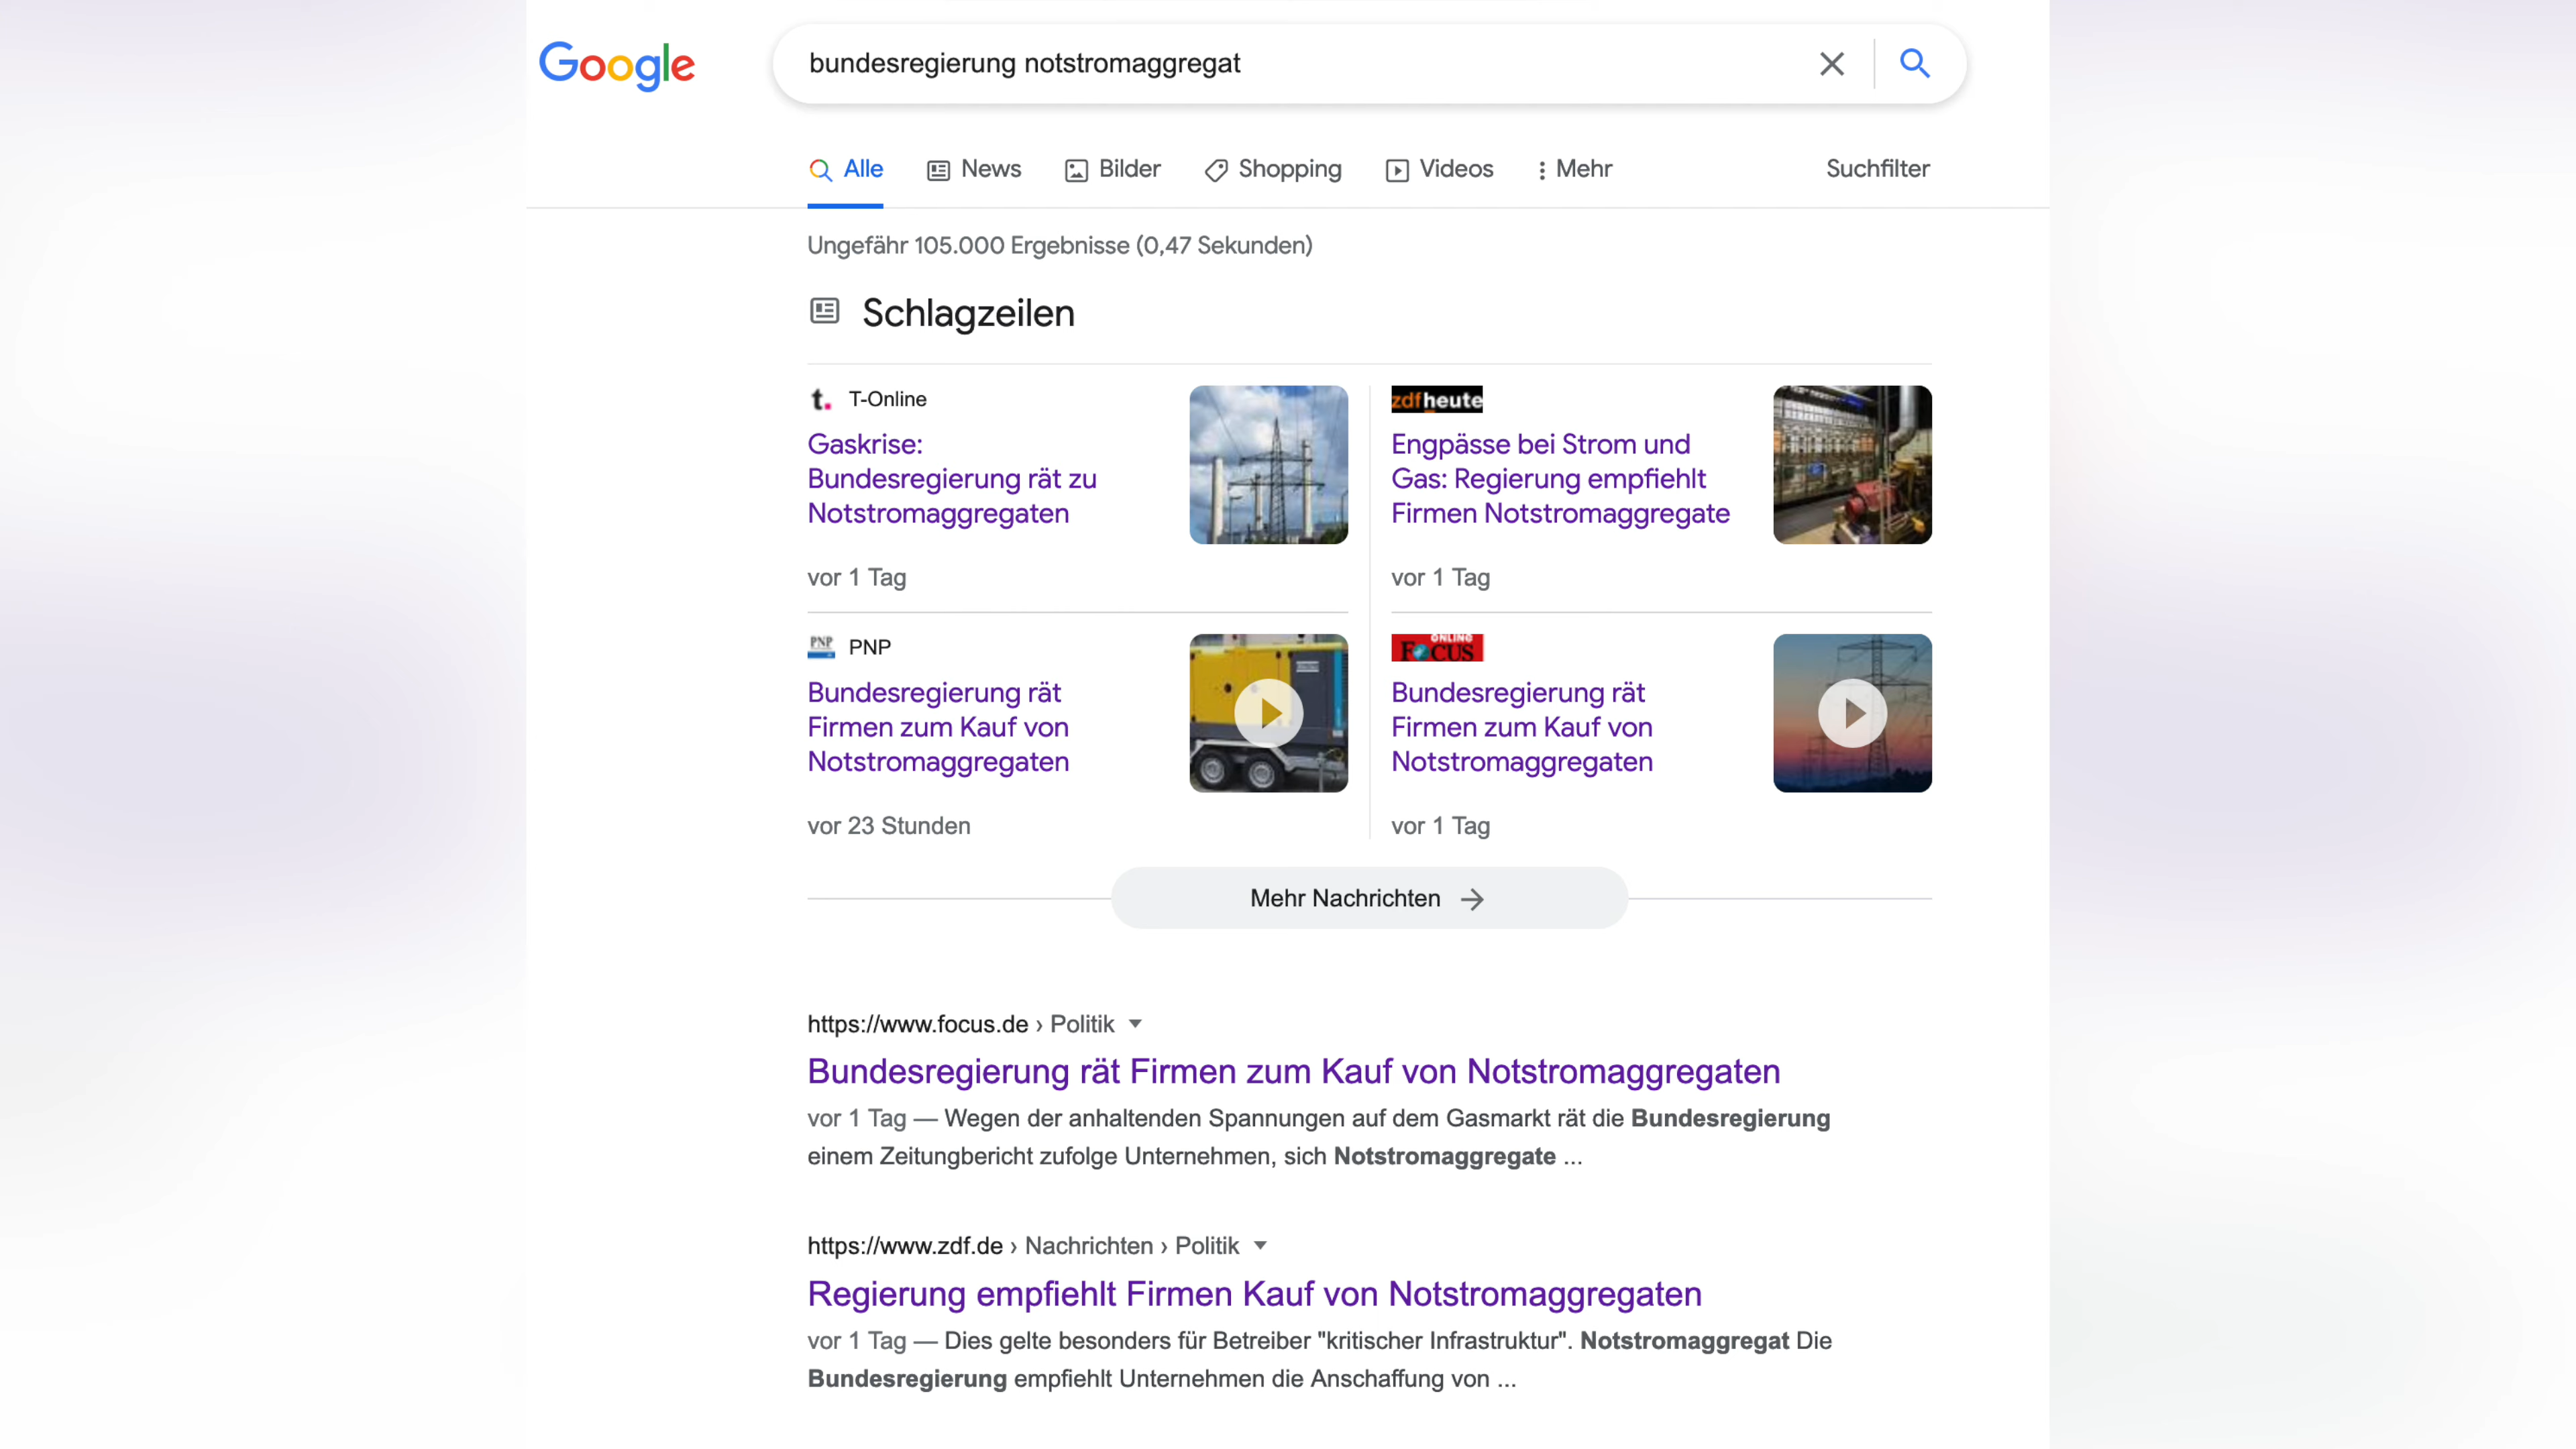 Google
bundesregierung notstromaggregat
Alle
News
Bilder
Shopping
Videos
Mehr
Suchfilter
Ungefähr 105.000 Ergebnisse (0,47 Sekunden)
Schlagzeilen
t. T-Online
Gaskrise:
Bundesregierung rät zu
Notstromaggregaten
vor 1 Tag
zdfheute
Engpässe bei Strom und
Gas: Regierung empfiehlt
Firmen Notstromaggregate
vor 1 Tag
PNP PNP
Bundesregierung rät
Firmen zum Kauf von
Notstromaggregaten
vor 23 Stunden
ONLINE
FOCUS
Bundesregierung rät
Firmen zum Kauf von
Notstromaggregaten
vor 1 Tag
Mehr Nachrichten →
https://www.focus.de › Politik
Bundesregierung rät Firmen zum Kauf von Notstromaggregaten
vor 1 Tag — Wegen der anhaltenden Spannungen auf dem Gasmarkt rät die Bundesregierung
einem Zeitungbericht zufolge Unternehmen, sich Notstromaggregate ...
https://www.zdf.de › Nachrichten › Politik
Regierung empfiehlt Firmen Kauf von Notstromaggregaten
vor 1 Tag — Dies gelte besonders für Betreiber "kritischer Infrastruktur". Notstromaggregat Die
Bundesregierung empfiehlt Unternehmen die Anschaffung von ...